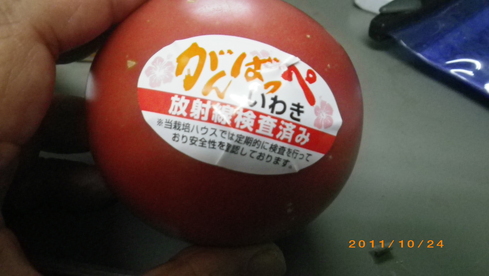 がんばっぺ
いわき
放射線検査済み
※当栽培ハウスでは定期的に検査を行って
おり安全性を確認しております。
2011/10/24